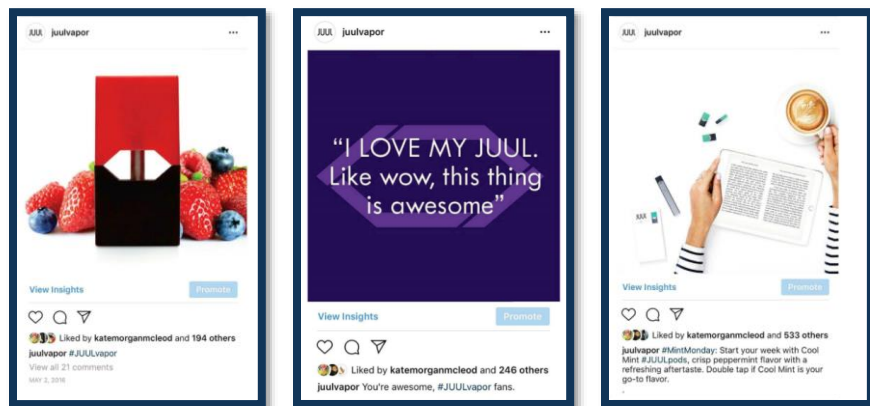 JUUL juulvapor
View Insights
Promote
Liked by katemorganmcleod and 194 others
juulvapor #JUULvapor
View all 21 comments
MAY 2, 2016
JUUL juulvapor
“I LOVE MY JUUL.
Like wow, this thing
is awesome”
View Insights
Promote
Liked by katemorganmcleod and 246 others
juulvapor You're awesome, #JUULvapor fans.
JUUL juulvapor
JUUL
View Insights
Promote
Liked by katemorganmcleod and 533 others
juulvapor #MintMonday: Start your week with Cool
Mint #JUULpods, crisp peppermint flavor with a
refreshing aftertaste. Double tap if Cool Mint is your
go-to flavor.
.